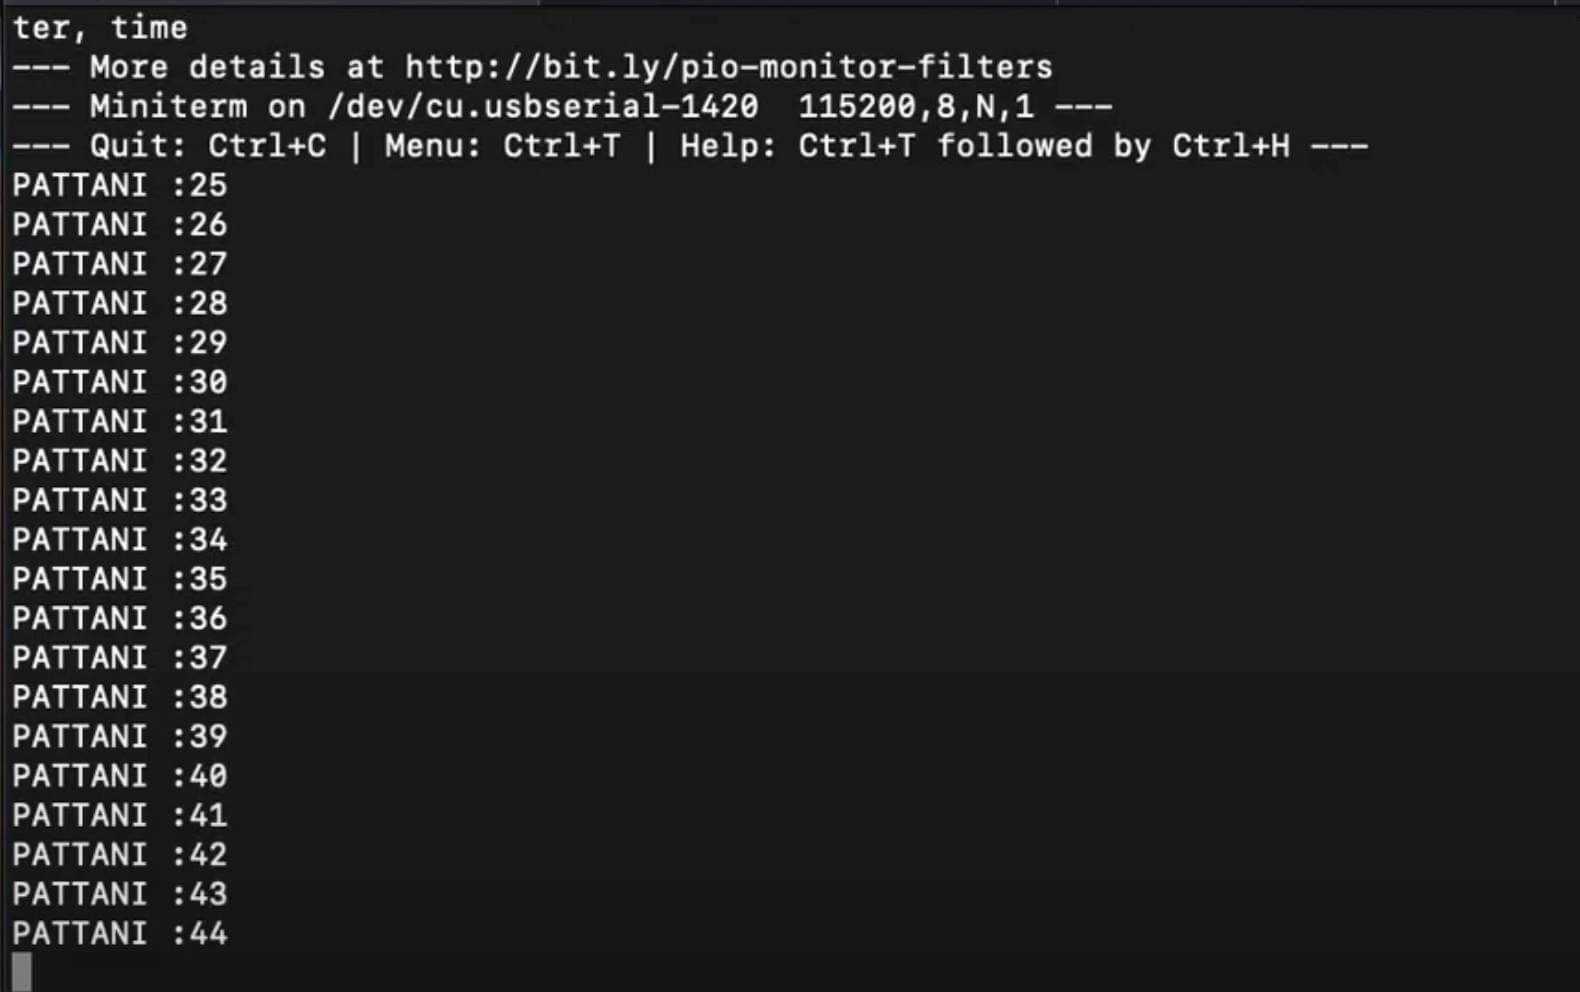 ter, time
--- More details at http://bit.ly/pio-monitor-filters
--- Miniterm on /dev/cu.usbserial-1420  115200,8,N,1 ---
--- Quit: Ctrl+C | Menu: Ctrl+T | Help: Ctrl+T followed by Ctrl+H ---
PATTANI :25
PATTANI :26
PATTANI :27
PATTANI :28
PATTANI :29
PATTANI :30
PATTANI :31
PATTANI :32
PATTANI :33
PATTANI :34
PATTANI :35
PATTANI :36
PATTANI :37
PATTANI :38
PATTANI :39
PATTANI :40
PATTANI :41
PATTANI :42
PATTANI :43
PATTANI :44